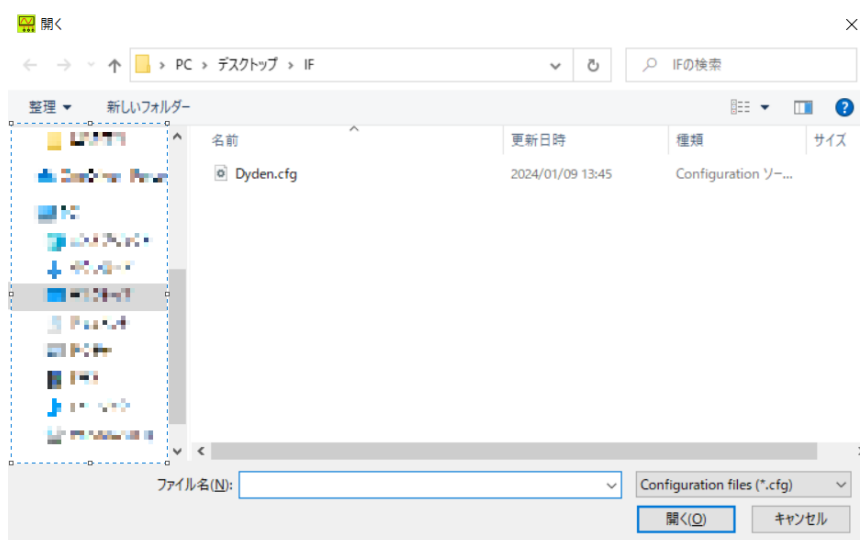 開く
PC › デスクトップ › IF
IFの検索
整理 新しいフォルダー
名前 更新日時 種類 サイズ
Dyden.cfg 2024/01/09 13:45 Configuration ソー...
ファイル名(N): Configuration files (*.cfg)
開く(O) キャンセル